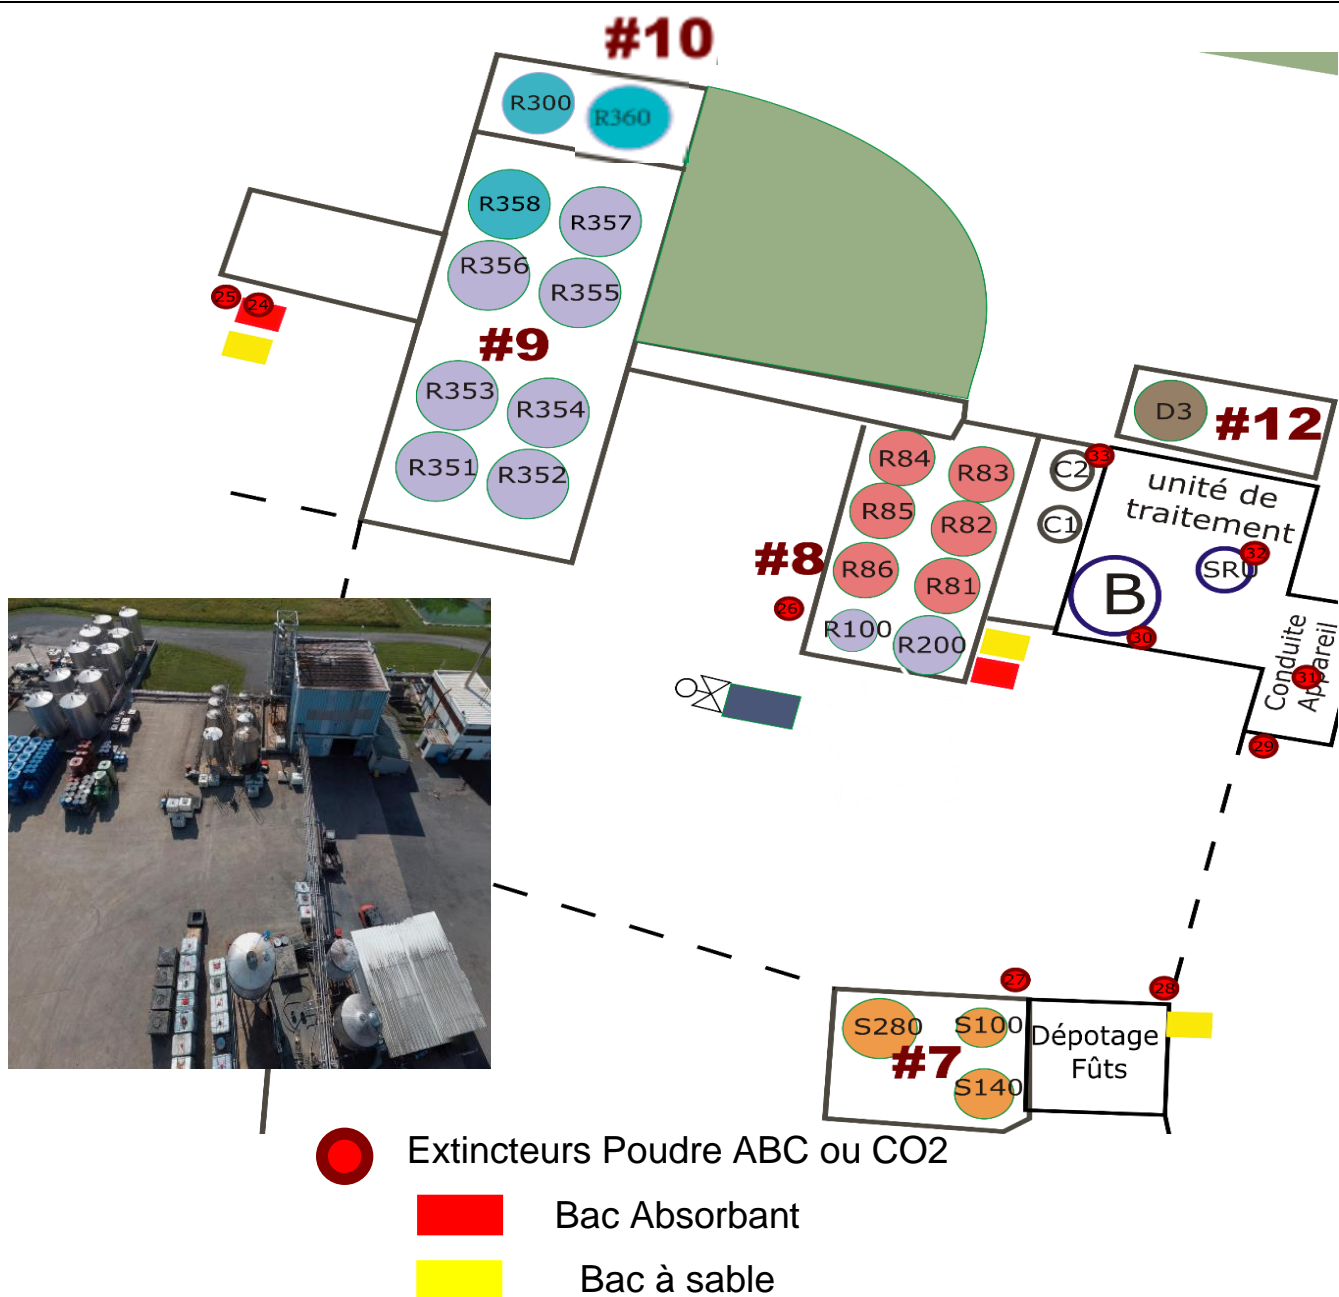 #10
R300
R360
R358
R357
R356
R355
25
24
#9
R353
R354
R351
R352
D3
#12
R84
R83
C2
33
unité de
traitement
R85
R82
C1
#8
R86
R81
SRU
32
B
26
R100
R200
30
Conduite
Appareil
31
29
27
28
S280
S100
#7
S140
Dépotage
Fûts
Extincteurs Poudre ABC ou CO2
Bac Absorbant
Bac à sable